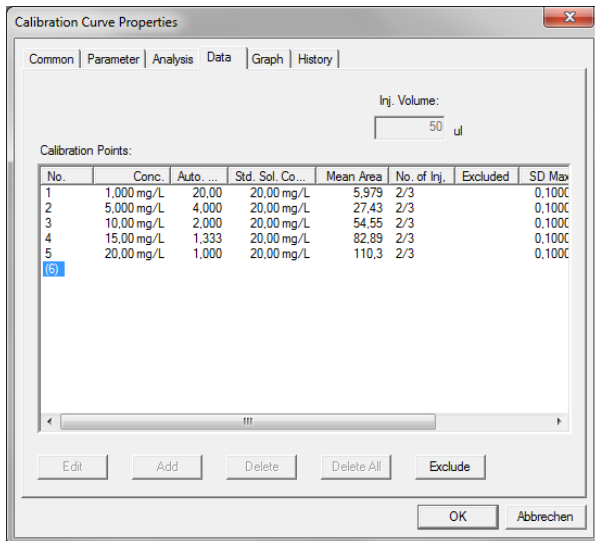 Calibration Curve Properties
Common Parameter Analysis Data Graph History
Inj. Volume:
50 ul
Calibration Points:
No. Conc. Auto. ... Std. Sol. Co... Mean Area No. of Inj. Excluded SD Max
1 1,000 mg/L 20,00 20,00 mg/L 5,979 2/3 0,1000
2 5,000 mg/L 4,000 20,00 mg/L 27,43 2/3 0,1000
3 10,00 mg/L 2,000 20,00 mg/L 54,55 2/3 0,1000
4 15,00 mg/L 1,333 20,00 mg/L 82,89 2/3 0,1000
5 20,00 mg/L 1,000 20,00 mg/L 110,3 2/3 0,1000
(6)
Edit Add Delete Delete All Exclude
OK Abbrechen